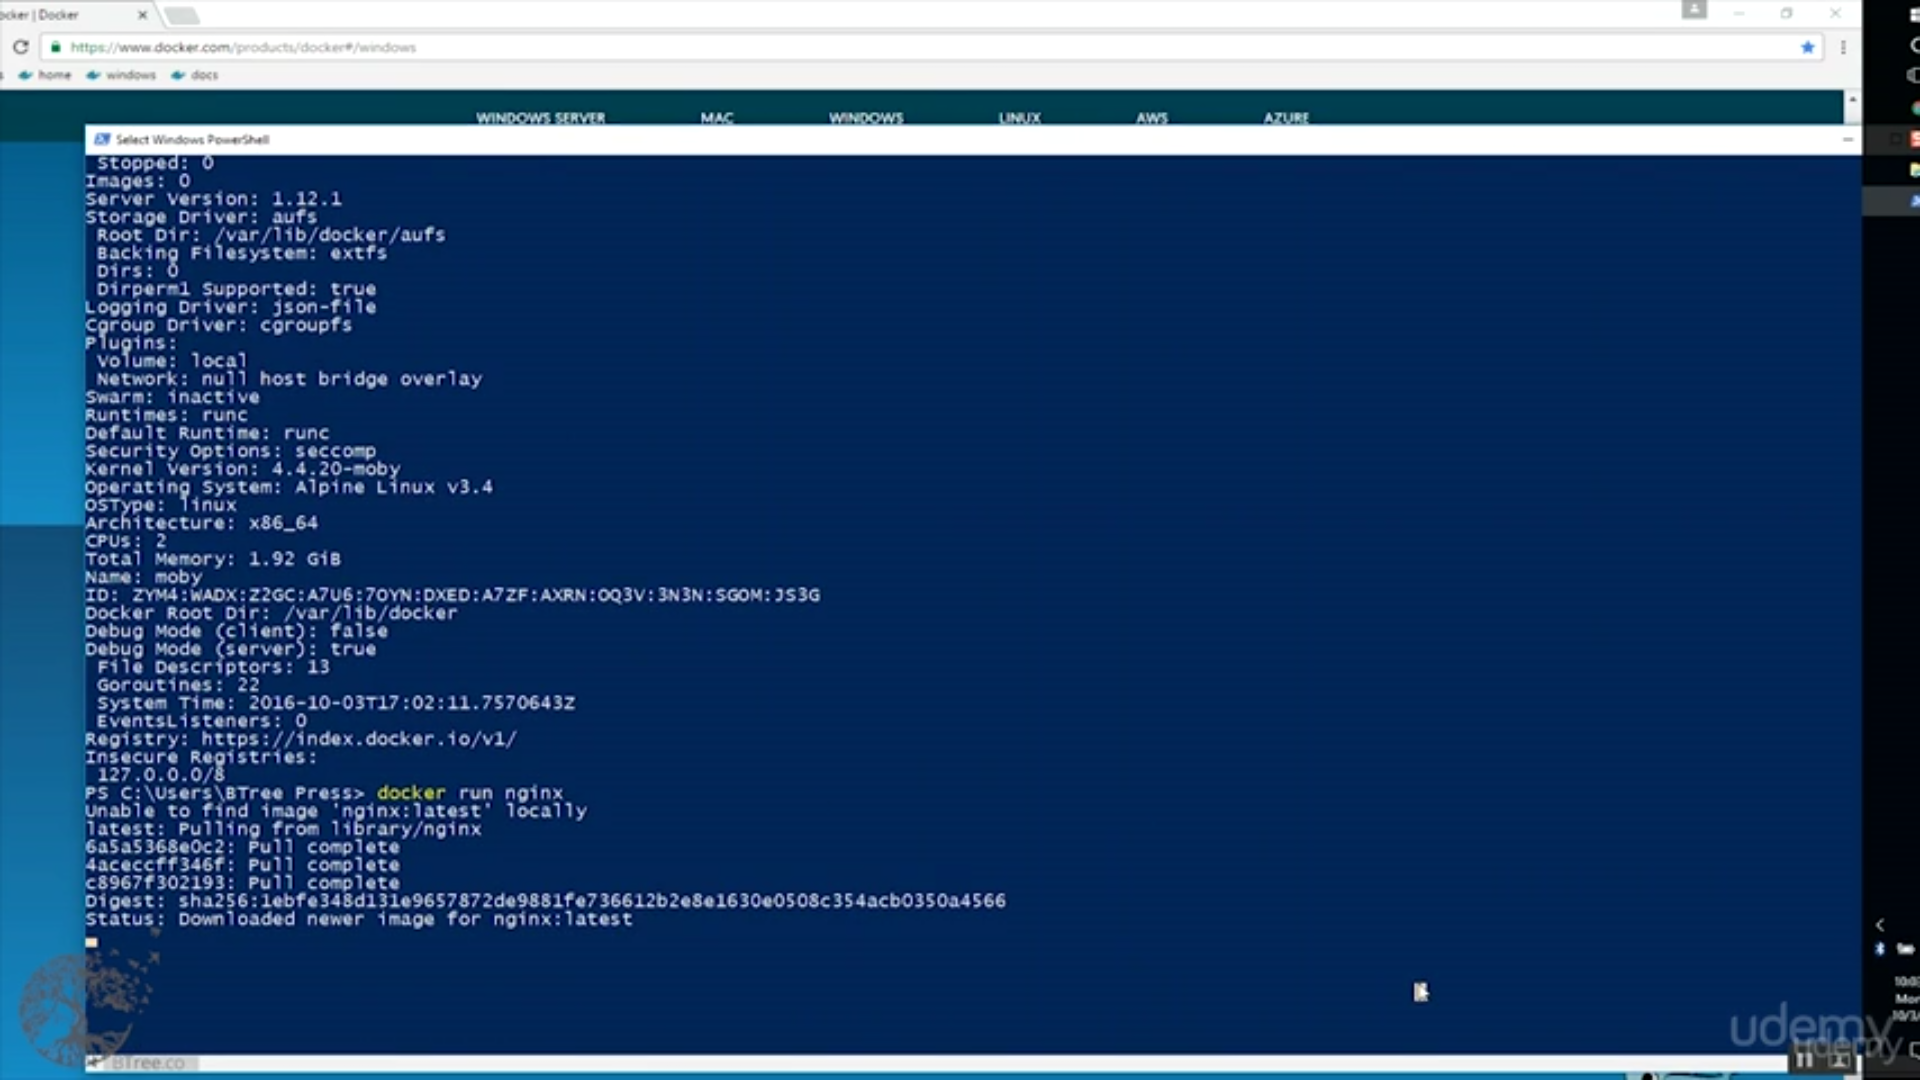 ocker | Docker
https://www.docker.com/products/docker#/windows
home windows docs
WINDOWS SERVER MAC WINDOWS LINUX AWS AZURE
Select Windows PowerShell
Stopped: 0
Images: 0
Server Version: 1.12.1
Storage Driver: aufs
Root Dir: /var/lib/docker/aufs
Backing Filesystem: extfs
Dirs: 0
Dirperm1 Supported: true
Logging Driver: json-file
Cgroup Driver: cgroupfs
Plugins:
Volume: local
Network: null host bridge overlay
Swarm: inactive
Runtimes: runc
Default Runtime: runc
Security Options: seccomp
Kernel Version: 4.4.20-moby
Operating System: Alpine Linux v3.4
OSType: linux
Architecture: x86_64
CPUs: 2
Total Memory: 1.92 GiB
Name: moby
ID: ZYM4:WADX:Z2GC:A7U6:7OYN:DXED:A7ZF:AXRN:OQ3V:3N3N:SGOM:JS3G
Docker Root Dir: /var/lib/docker
Debug Mode (client): false
Debug Mode (server): true
File Descriptors: 13
Goroutines: 22
System Time: 2016-10-03T17:02:11.7570643Z
EventsListeners: 0
Registry: https://index.docker.io/v1/
Insecure Registries:
127.0.0.0/8
PS C:\Users\BTree Press> docker run nginx
Unable to find image 'nginx:latest' locally
latest: Pulling from library/nginx
6a5a5368e0c2: Pull complete
4aceccff346f: Pull complete
c8967f302193: Pull complete
Digest: sha256:1ebfe348d131e9657872de9881fe736612b2e8e1630e0508c354acb0350a4566
Status: Downloaded newer image for nginx:latest
BTree.co
udemy
udemy